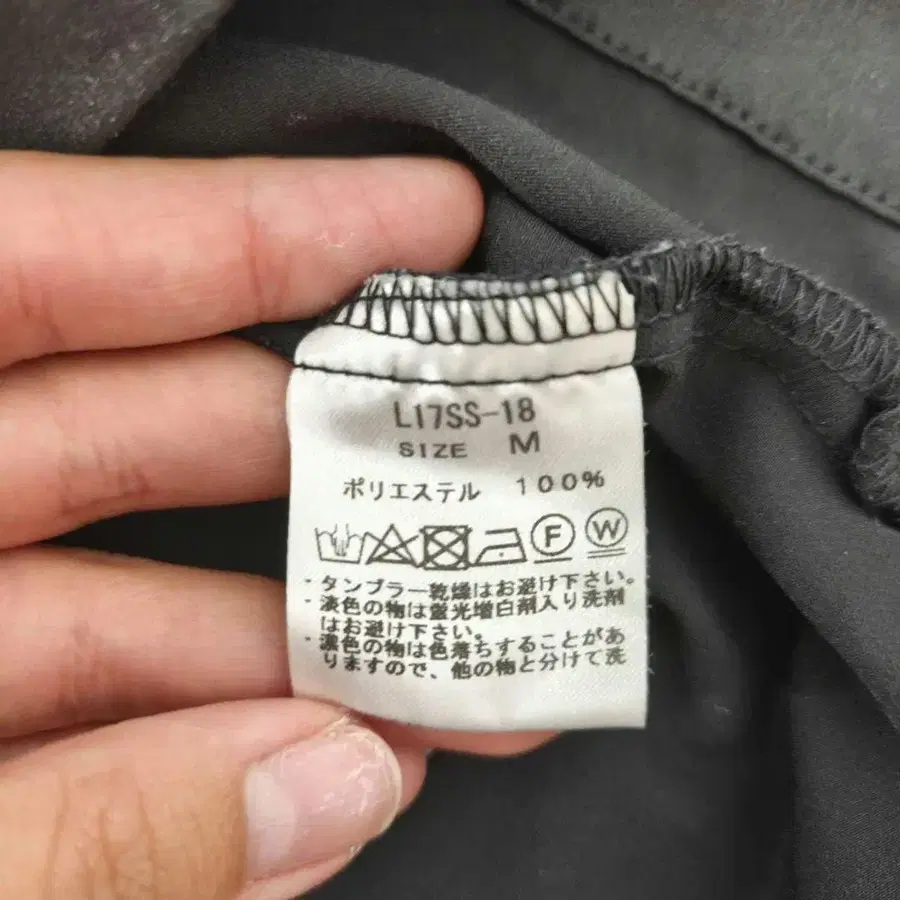 L17SS-18
SIZE M
ポリエステル 100%
F W
・タンブラー乾燥はお避け下さい。
・淡色の物は螢光増白剤入り洗剤
はお避け下さい。
・濃色の物は色落ちすることがあ
りますので、他の物と分けて洗